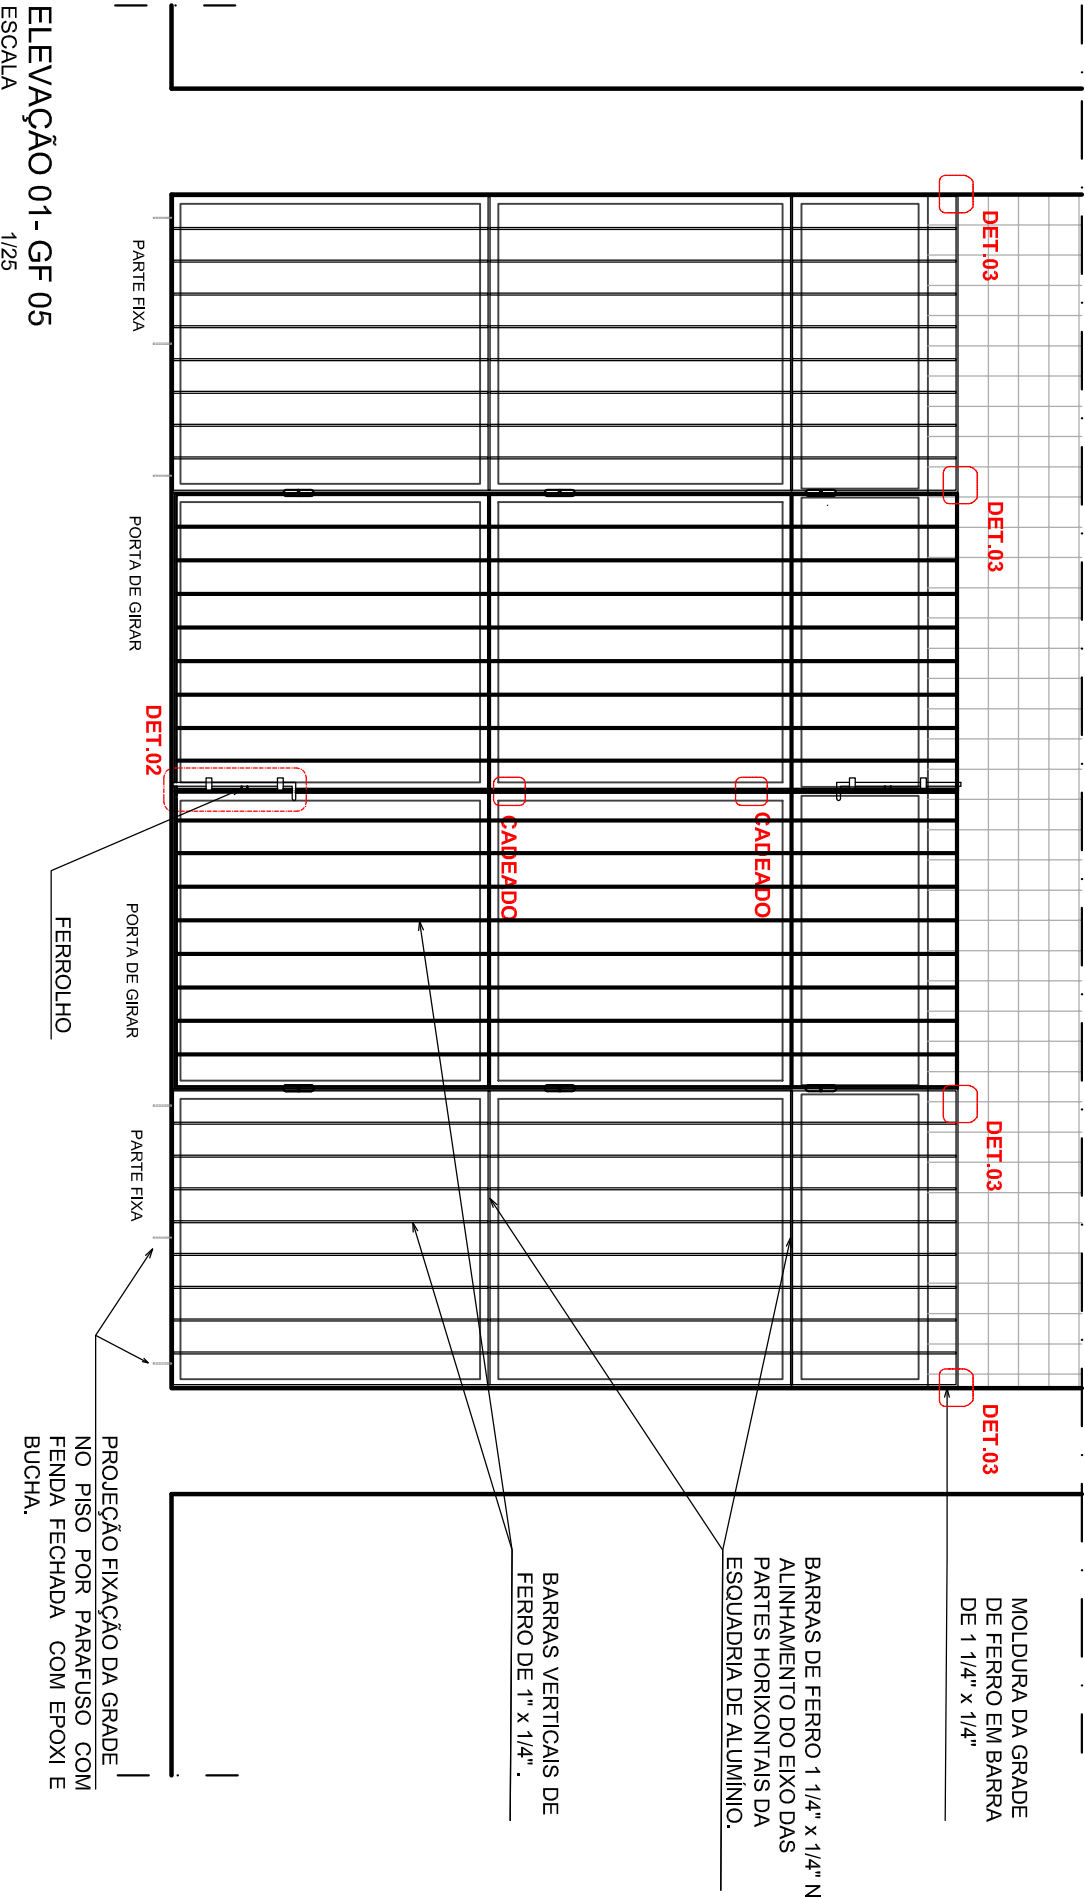 DET.03
DET.03
DET.03
DET.03
MOLDURA DA GRADE
DE FERRO EM BARRA
DE 1 1/4" x 1/4"
CADEADO
CADEADO
BARRAS DE FERRO 1 1/4" x 1/4" N
ALINHAMENTO DO EIXO DAS
PARTES HORIXONTAIS DA
ESQUADRIA DE ALUMÍNIO.
BARRAS VERTICAIS DE
FERRO DE 1" x 1/4" .
DET.02
PARTE FIXA
PORTA DE GIRAR
PORTA DE GIRAR
PARTE FIXA
FERROLHO
PROJEÇÃO FIXAÇÃO DA GRADE
NO PISO POR PARAFUSO COM
FENDA FECHADA COM EPOXI E
BUCHA.
ELEVAÇÃO 01- GF 05
ESCALA 1/25